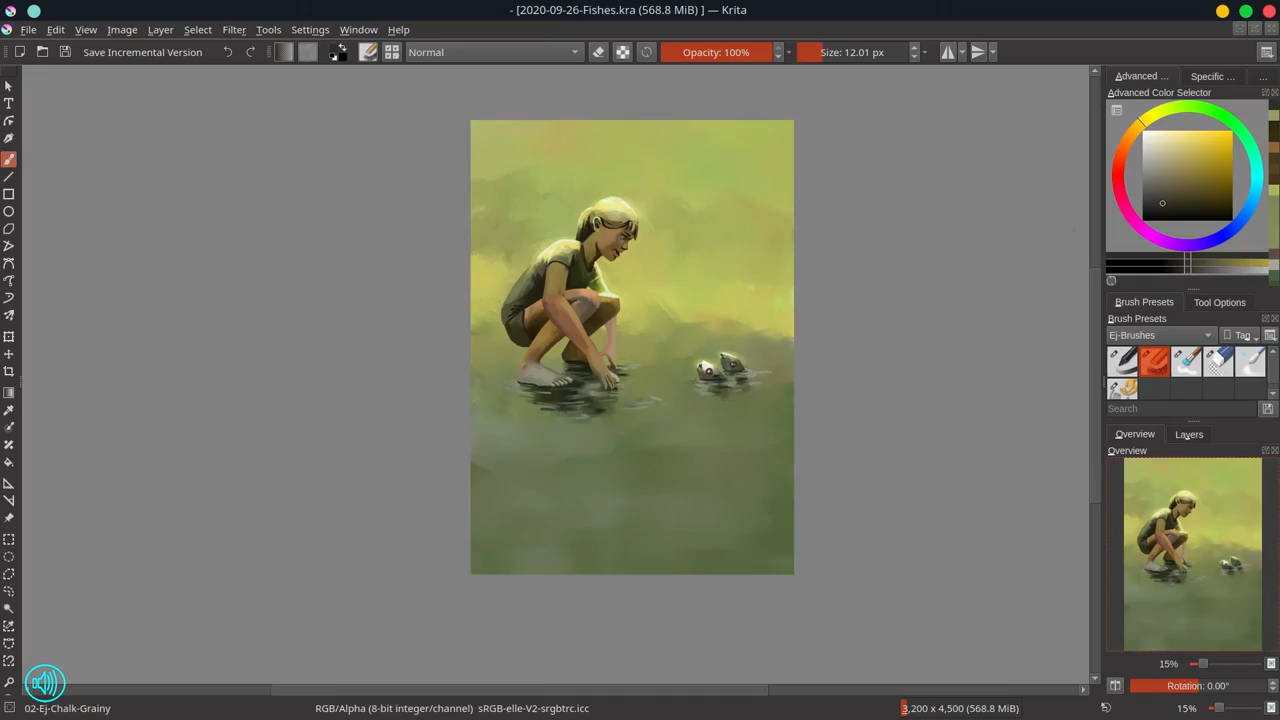 - [2020-09-26-Fishes.kra (568.8 MiB) ] — Krita
File Edit View Image Layer Select Filter Tools Settings Window Help
Save Incremental Version Normal Opacity: 100% Size: 12.01 px
Advanced ... Specific ... ...
Advanced Color Selector
Brush Presets Tool Options
Brush Presets
Ej-Brushes Tag
Search
Overview Layers
Overview
15%
Rotation: 0.00°
02-Ej-Chalk-Grainy RGB/Alpha (8-bit integer/channel) sRGB-elle-V2-srgbtrc.icc 3,200 x 4,500 (568.8 MiB) 15%